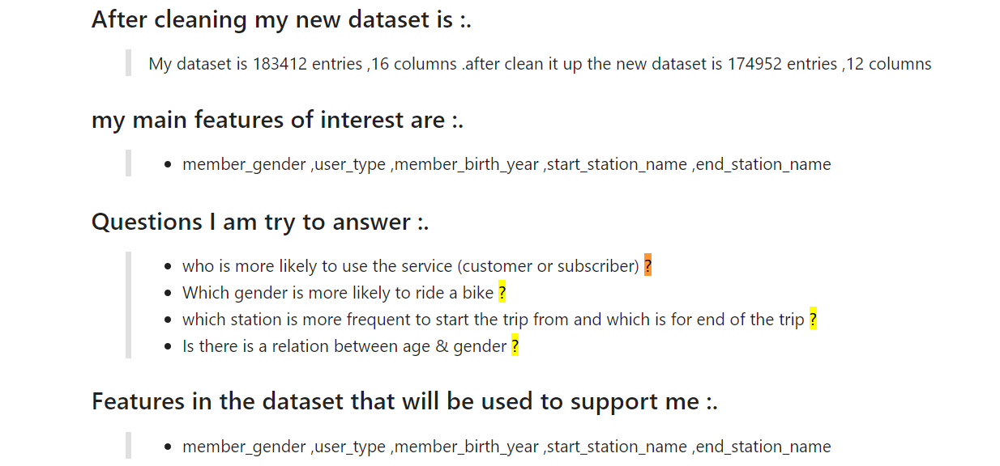 After cleaning my new dataset is :.
My dataset is 183412 entries ,16 columns .after clean it up the new dataset is 174952 entries ,12 columns
my main features of interest are :.
• member_gender ,user_type ,member_birth_year ,start_station_name ,end_station_name
Questions I am try to answer :.
• who is more likely to use the service (customer or subscriber) ?
• Which gender is more likely to ride a bike ?
• which station is more frequent to start the trip from and which is for end of the trip ?
• Is there is a relation between age & gender ?
Features in the dataset that will be used to support me :.
• member_gender ,user_type ,member_birth_year ,start_station_name ,end_station_name